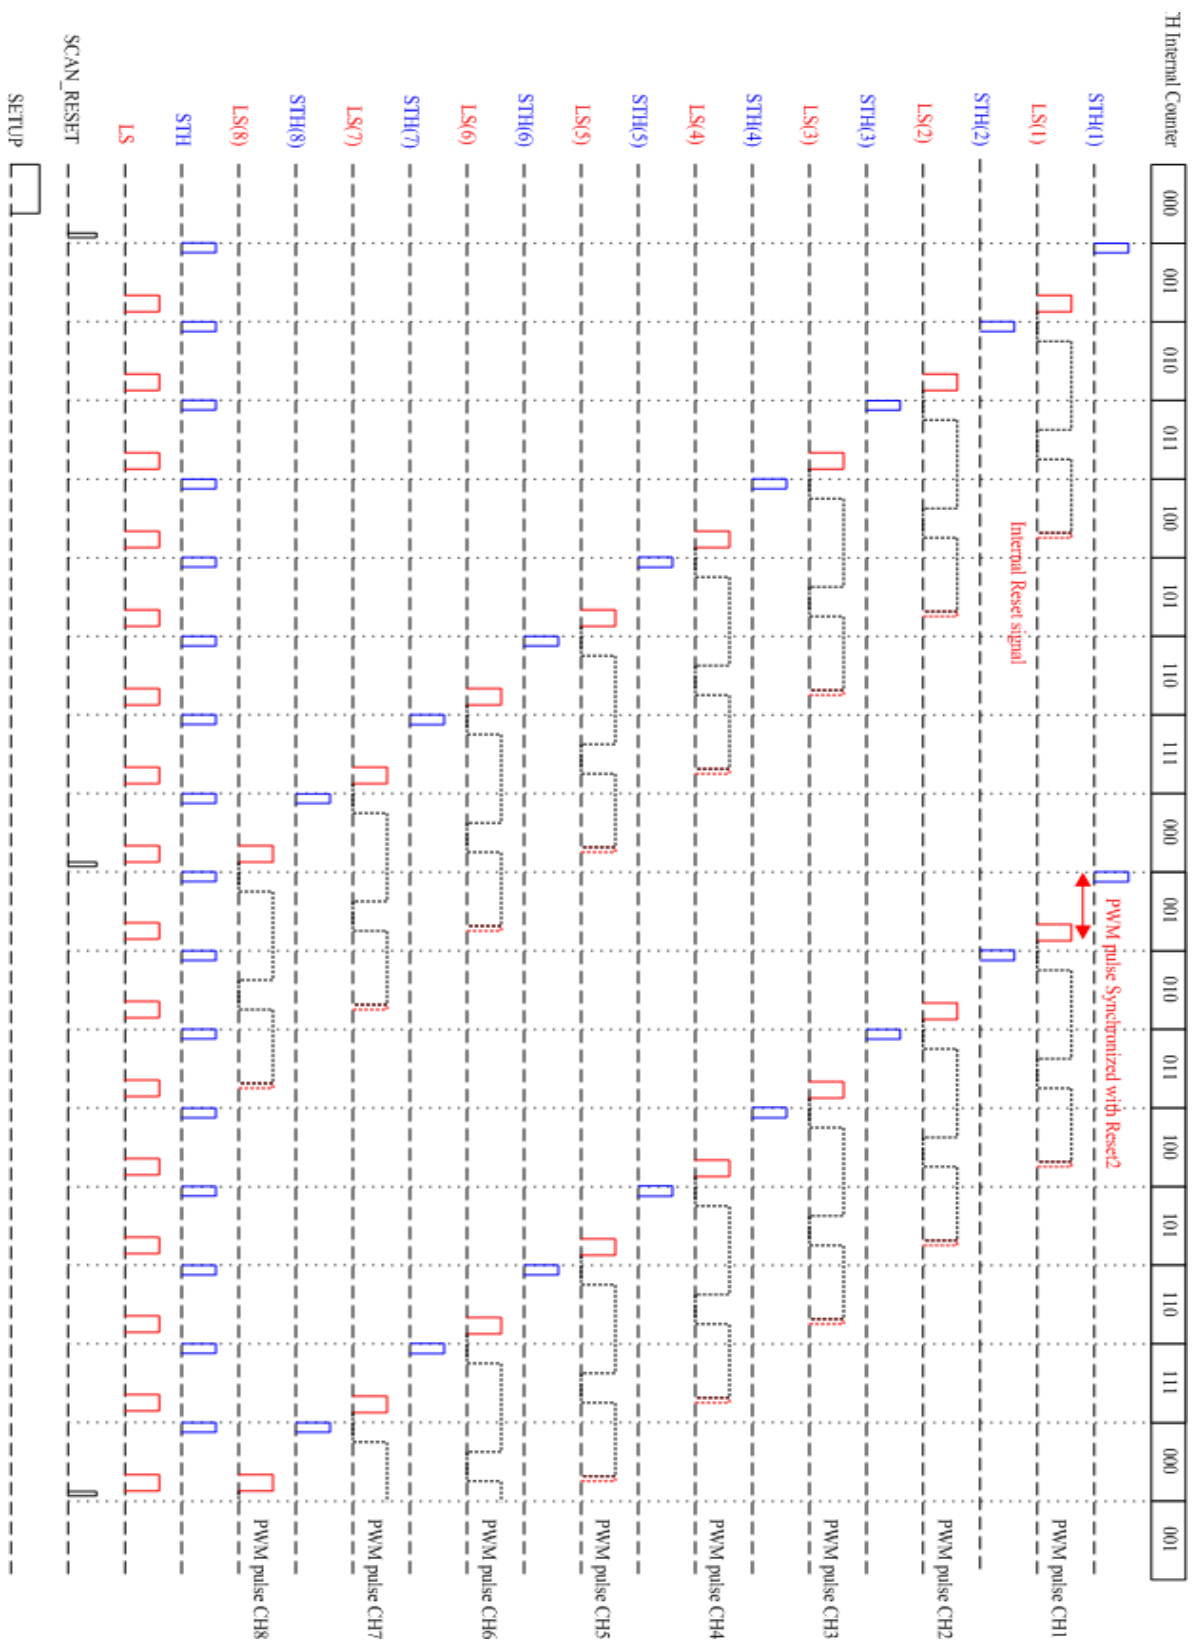 H Internal Counter 000 001 010 011 100 101 110 111 000 001 010 011 100 101 110 111 000 001
STH(1)
PWM pulse Synchronized with Reset2
LS(1) PWM pulse CH1
Internal Reset signal
STH(2)
LS(2) PWM pulse CH2
STH(3)
LS(3) PWM pulse CH3
STH(4)
LS(4) PWM pulse CH4
STH(5)
LS(5) PWM pulse CH5
STH(6)
LS(6) PWM pulse CH6
STH(7)
LS(7) PWM pulse CH7
STH(8)
LS(8) PWM pulse CH8
STH
LS
SCAN_RESET
SETUP